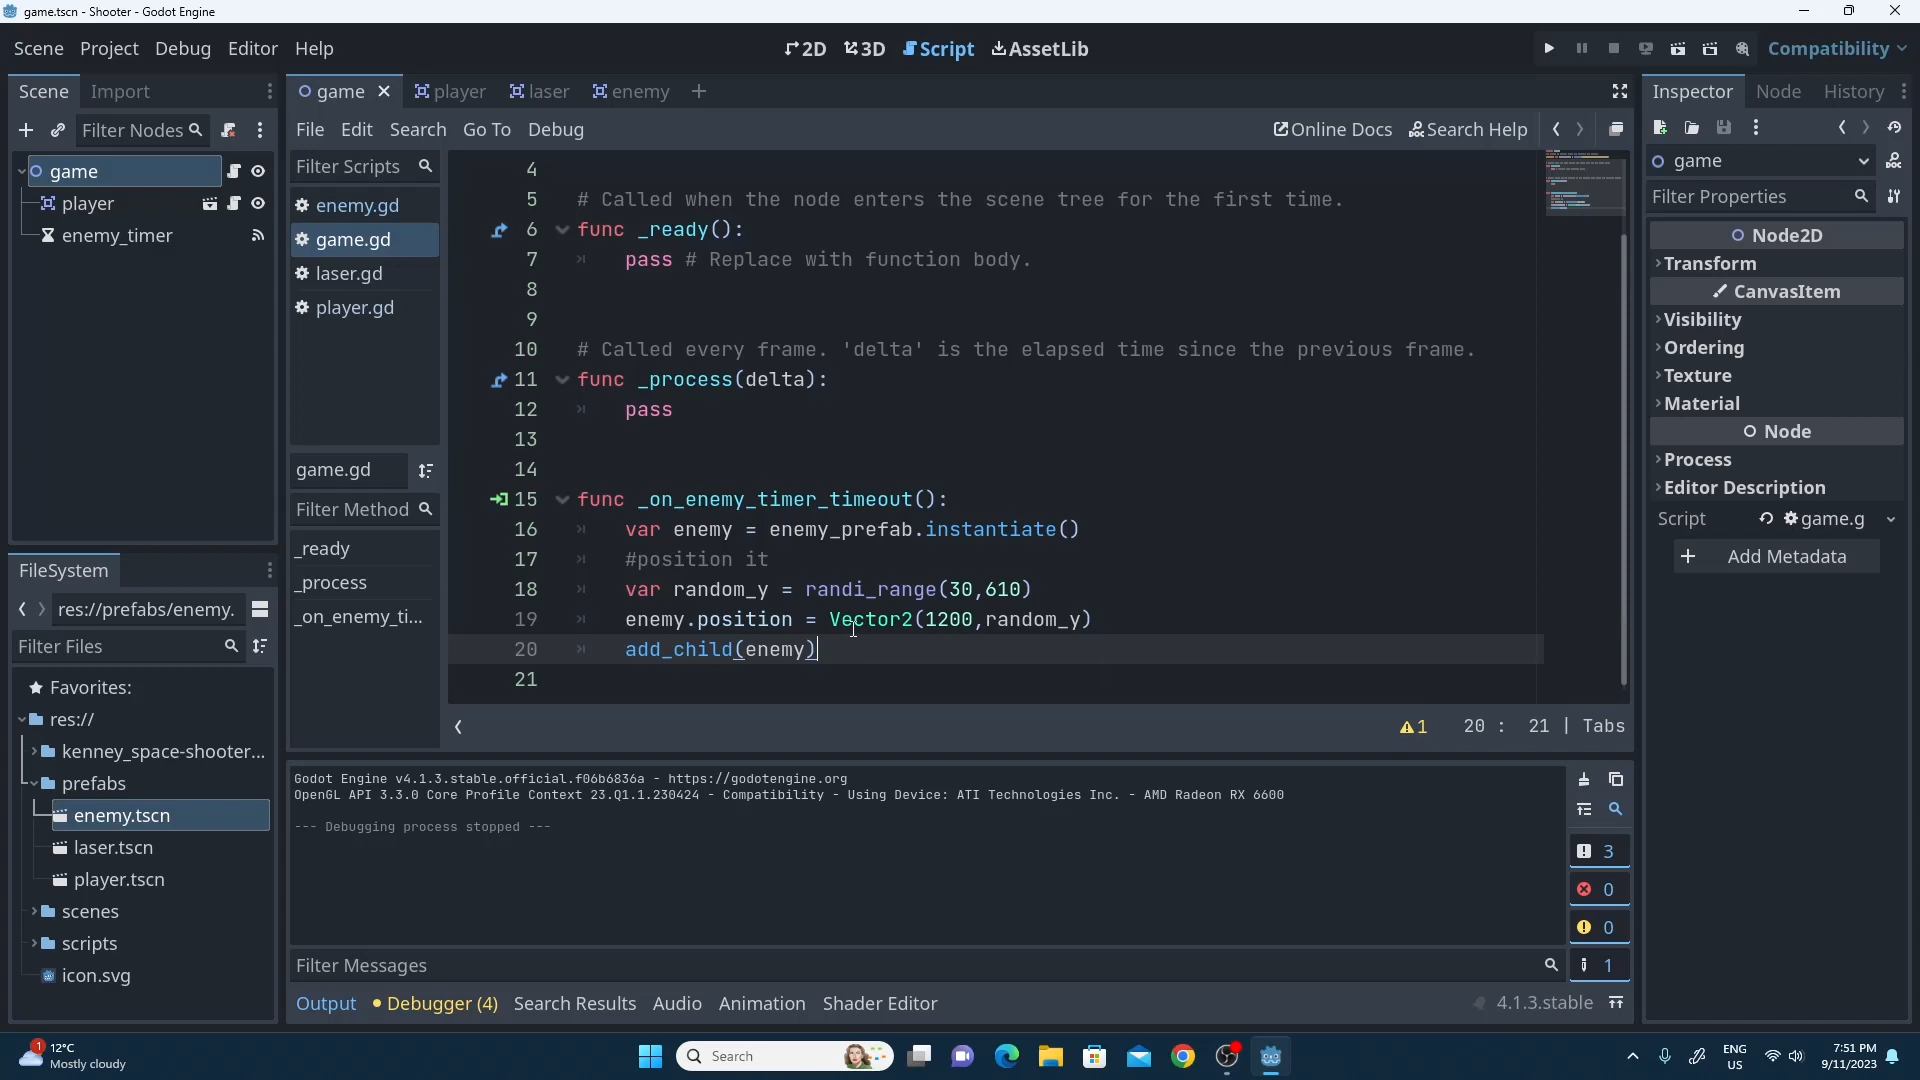 game.tscn - Shooter - Godot Engine
Scene Project Debug Editor Help
2D 3D Script AssetLib
Compatibility
Scene Import
game player laser enemy
Inspector Node History
Filter Nodes
File Edit Search Go To Debug
Online Docs Search Help
game
player
enemy_timer
Filter Scripts
enemy.gd
game.gd
laser.gd
player.gd
game.gd
Filter Method
_ready
_process
_on_enemy_ti...
4
5 # Called when the node enters the scene tree for the first time.
6 func _ready():
7 pass # Replace with function body.
8
9
10 # Called every frame. 'delta' is the elapsed time since the previous frame.
11 func _process(delta):
12 pass
13
14
15 func _on_enemy_timer_timeout():
16 var enemy = enemy_prefab.instantiate()
17 #position it
18 var random_y = randi_range(30,610)
19 enemy.position = Vector2(1200,random_y)
20 add_child(enemy)
21
1 20 : 21 | Tabs
game
Filter Properties
Node2D
Transform
CanvasItem
Visibility
Ordering
Texture
Material
Node
Process
Editor Description
Script game.g
Add Metadata
FileSystem
res://prefabs/enemy.
Filter Files
Favorites:
res://
kenney_space-shooter...
prefabs
enemy.tscn
laser.tscn
player.tscn
scenes
scripts
icon.svg
Godot Engine v4.1.3.stable.official.f06b6836a - https://godotengine.org
OpenGL API 3.3.0 Core Profile Context 23.Q1.1.230424 - Compatibility - Using Device: ATI Technologies Inc. - AMD Radeon RX 6600
--- Debugging process stopped ---
3
0
0
1
Filter Messages
Output Debugger (4) Search Results Audio Animation Shader Editor
4.1.3.stable
1
12°C
Mostly cloudy
Search
ENG
US
7:51 PM
9/11/2023